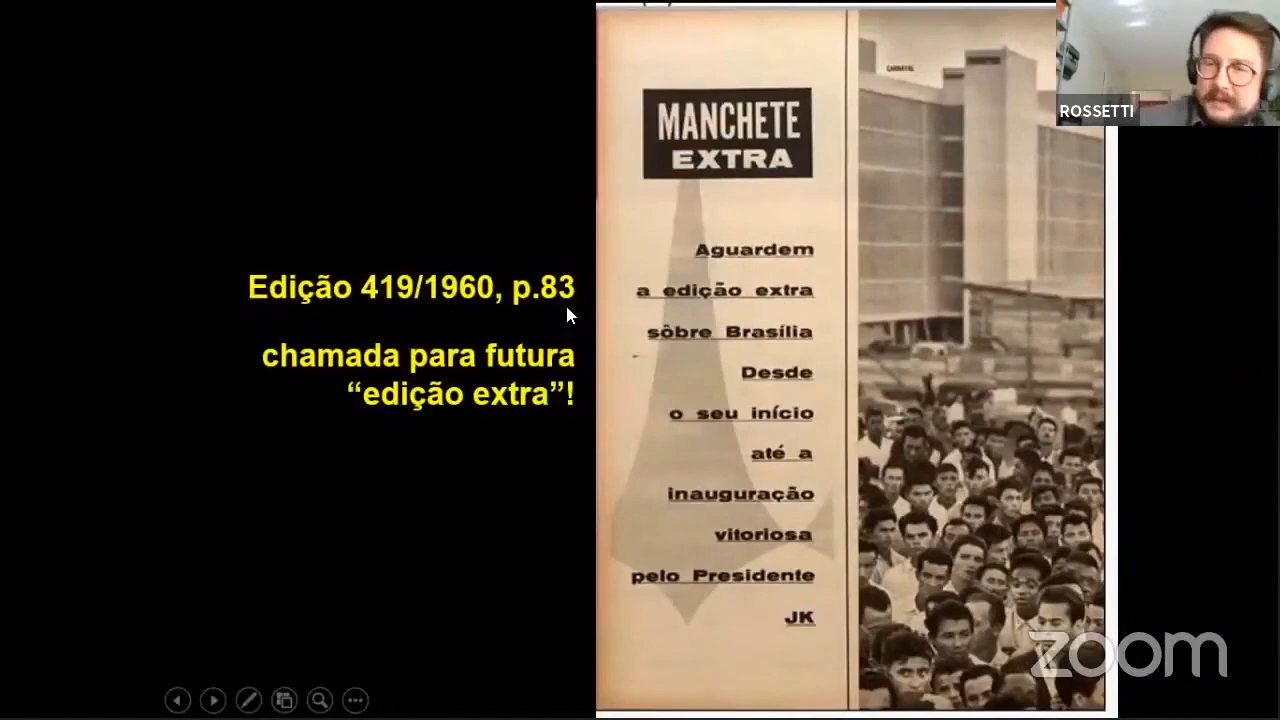 Edição 419/1960, p.83
chamada para futura
“edição extra”!
MANCHETE
EXTRA
Aguardem
a edição extra
sôbre Brasília
Desde
o seu início
até a
inauguração
vitoriosa
pelo Presidente
JK
CARNAVAL
ROSSETTI
zoom